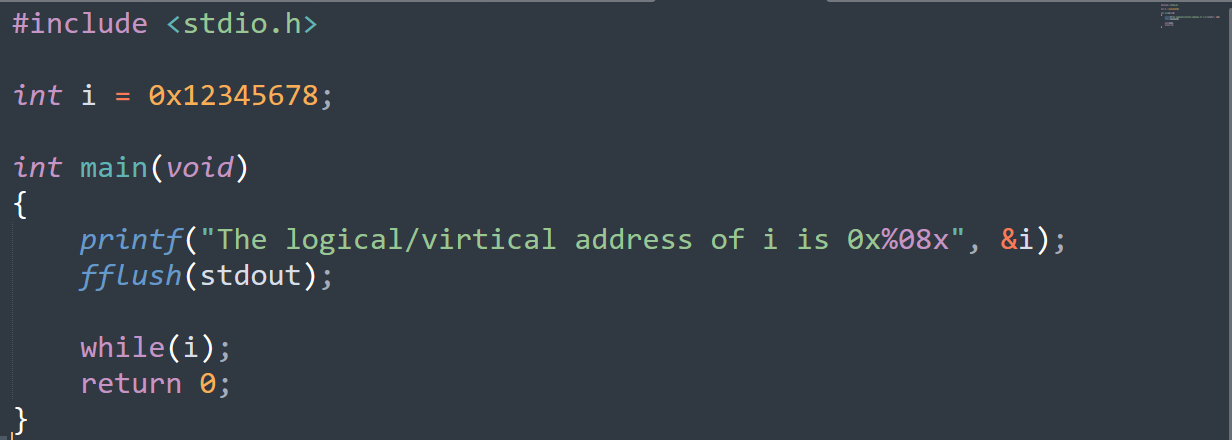 #include <stdio.h>
int i = 0x12345678;
int main(void)
{
printf("The logical/virtical address of i is 0x%08x", &i);
fflush(stdout);
while(i);
return 0;
}